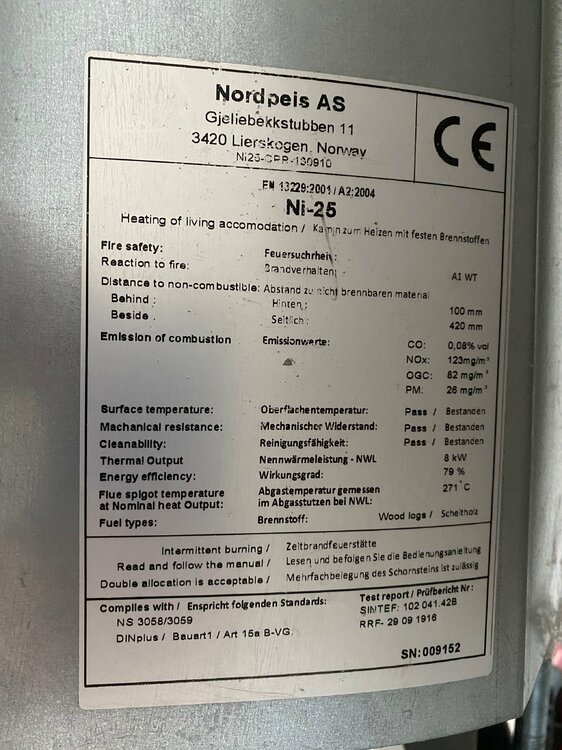 Nordpeis AS
Gjeliebekkstubben 11
3420 Lierskogen, Norway
Ni25-CPR-130910
CE
EN 13229:2001 / A2:2004
Ni-25
Heating of living accomodation / Kamin zum Heizen mit festen Brennstoffen
Fire safety: Feuersuchrheit:
Reaction to fire: Brandverhalten: A1 WT
Distance to non-combustible: Abstand zu nicht brennbaren material
Behind : Hinten : 100 mm
Beside : Seitlich : 420 mm
Emission of combustion Emissionwerte: CO: 0,08% vol
NOx: 123mg/m³
OGC: 82 mg/m³
PM: 26 mg/m³
Surface temperature: Oberflachentemperatur: Pass / Bestanden
Machanical resistance: Mechanischer Widerstand: Pass / Bestanden
Cleanability: Reinigungsfähigkeit: Pass / Bestanden
Thermal Output Nennwärmeleistung - NWL 8 kW
Energy efficiency: Wirkungsgrad: 79 %
Flue spigot temperature Abgastemperatur gemessen 271°C
at Nominal heat Output: im Abgasstutzen bei NWL:
Fuel types: Brennstoff: Wood logs / Scheitholz
Intermittent burning / Zeitbrandfeuerstätte
Read and follow the manual / Lesen und befolgen Sie die Bedienungsanleitung
Double allocation is acceptable / Mehrfachbelegung des Schornsteins ist zulässig
Complies with / Enspricht folgenden Standards: Test report / Prüfbericht Nr :
NS 3058/3059 SINTEF: 102 041.42B
DINplus / Bauart1 / Art 15a B-VG. RRF- 29 09 1916
SN: 009152